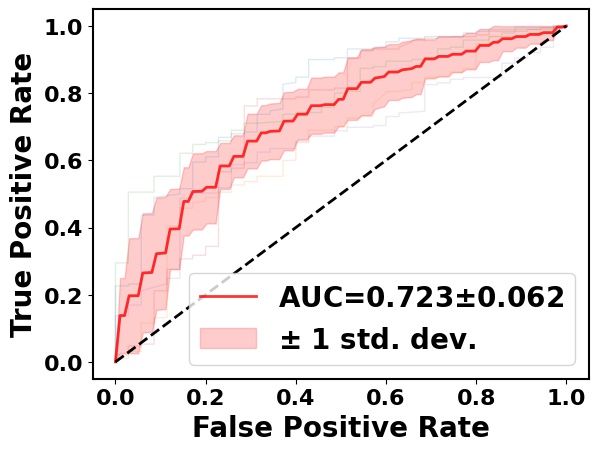 1.0
0.8
0.6
0.4
0.2
0.0
True Positive Rate
AUC=0.723±0.062
± 1 std. dev.
0.0 0.2 0.4 0.6 0.8 1.0
False Positive Rate